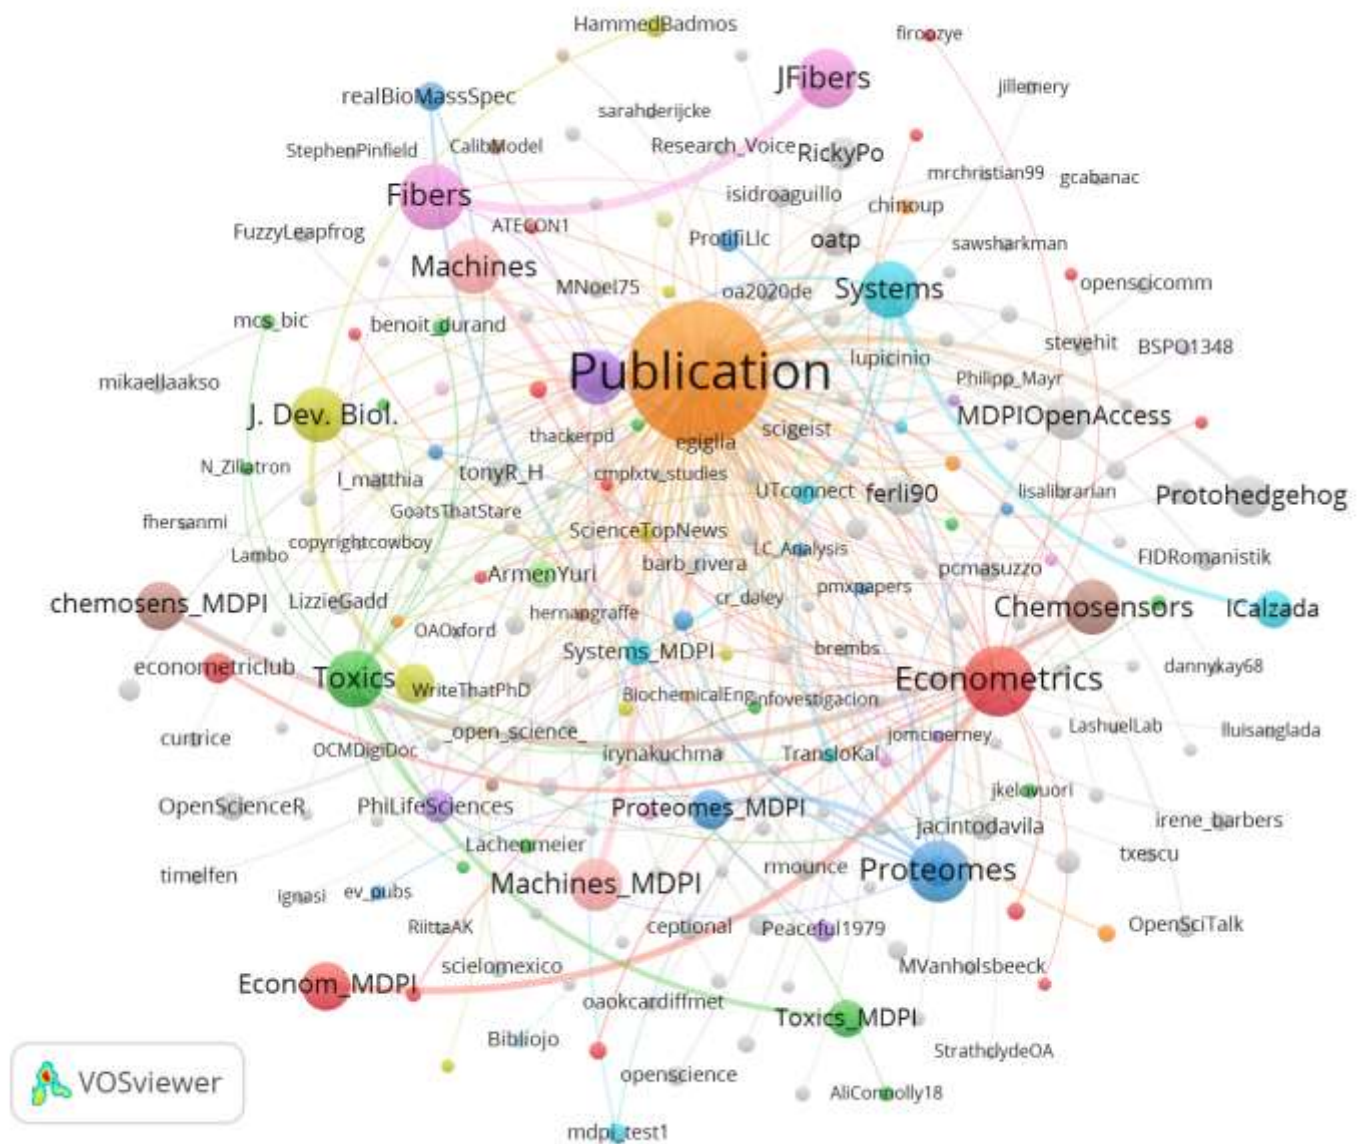 HammedBadmos
firoozye
JFibers
realBioMassSpec
jillemery
sarahderijcke
StephenPinfield
CalibModel
Research_Voice
RickyPo
mrchristian99
gcabanac
Fibers
isidroaguillo
chinoup
FuzzyLeapfrog
ATECON1
ProtifiLlc
oatp
sawsharkman
Machines
MNoel75
oa2020de
Systems
openscicomm
mcs_bic
benoit_durand
stevehit
BSPO1348
lupicinio
Publication
mikaellaakso
Philipp_Mayr
J. Dev. Biol.
MDPIOpenAccess
thackerpd
egiglia
scigeist
N_Zillatron
l_matthia
tonyR_H
cmplxtv_studies
UTconnect
ferli90
lisalibrarian
Protohedgehog
GoatsThatStare
fhersanmi
copyrightcowboy
ScienceTopNews
Lambo
LC_Analysis
FIDRomanistik
barb_rivera
ArmenYuri
pcmasuzzo
pmxpapers
chemosens_MDPI
LizzieGadd
hernangraffe
cr_daley
Chemosensors
ICalzada
OAOxford
Systems_MDPI
brembs
econometriclub
dannykay68
Toxics
WriteThatPhD
BiochemicalEng
infovestigacion
Econometrics
curtrice
_open_science_
LashuelLab
lluisanglada
OCMDigiDoc
irynakuchma
TransloKal
jomcinerney
jkelovuori
OpenScienceR
PhiLifeSciences
Proteomes_MDPI
jacintodavila
irene_barbers
Lachenmeier
txescu
timelfen
rmounce
Proteomes
Machines_MDPI
ignasi
ev_pubs
RiittaAK
ceptional
Peaceful1979
OpenSciTalk
scielomexico
MVanholsbeeck
Econom_MDPI
oaokcardiffmet
Toxics_MDPI
Bibliojo
StrathclydeOA
openscience
AliConnolly18
VOSviewer
mdpi_test1